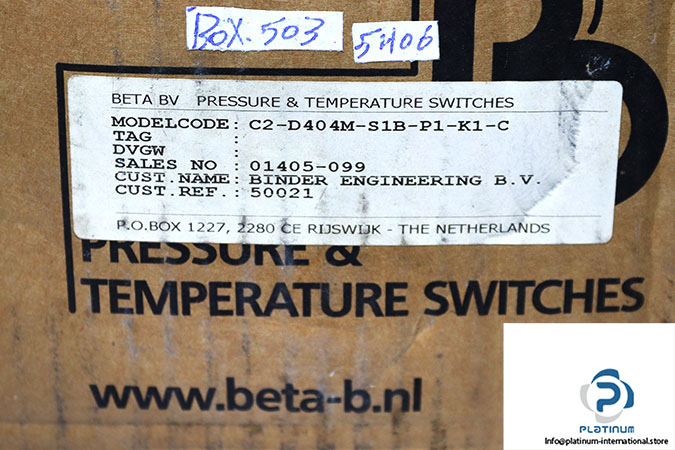 BOX.503
5406
B
BETA BV PRESSURE & TEMPERATURE SWITCHES
MODELCODE: C2-D404M-S1B-P1-K1-C
TAG :
DVGW :
SALES NO : 01405-099
CUST.NAME: BINDER ENGINEERING B.V.
CUST.REF.: 50021
P.O.BOX 1227, 2280 CE RIJSWIJK - THE NETHERLANDS
PRESSURE &
TEMPERATURE SWITCHES
www.beta-b.nl
PLATINUM
Info@platinum-international.store